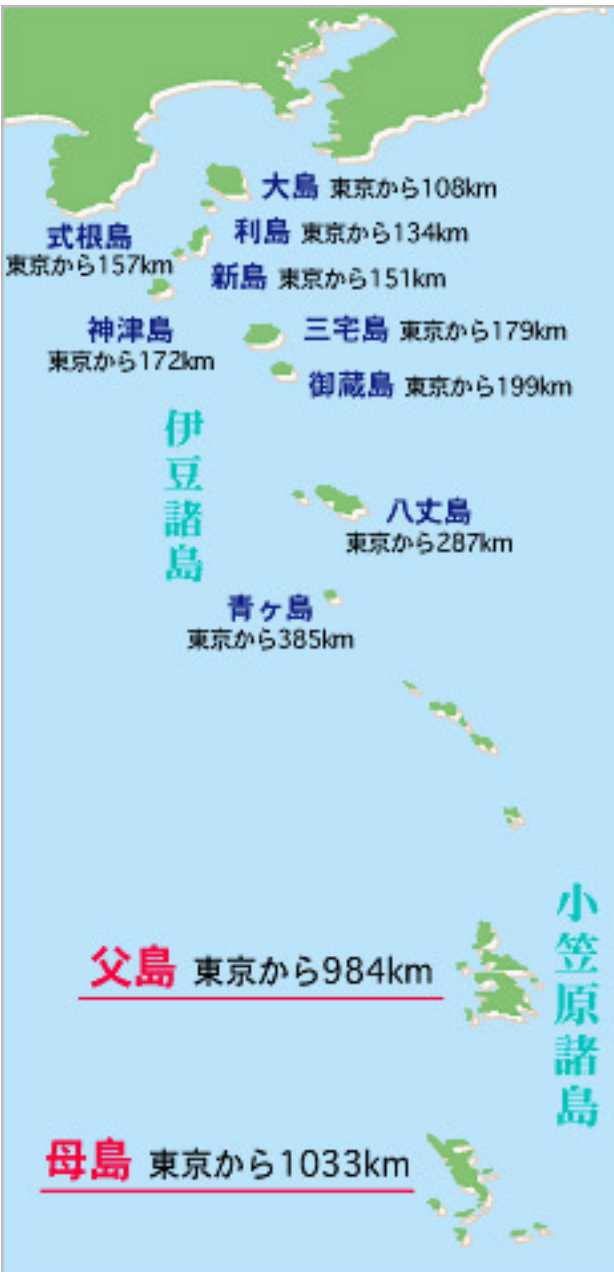 大島 東京から108km
式根島
東京から157km
利島 東京から134km
新島 東京から151km
神津島
東京から172km
三宅島 東京から179km
御蔵島 東京から199km
伊豆諸島
八丈島
東京から287km
青ヶ島
東京から385km
小笠原諸島
父島 東京から984km
母島 東京から1033km